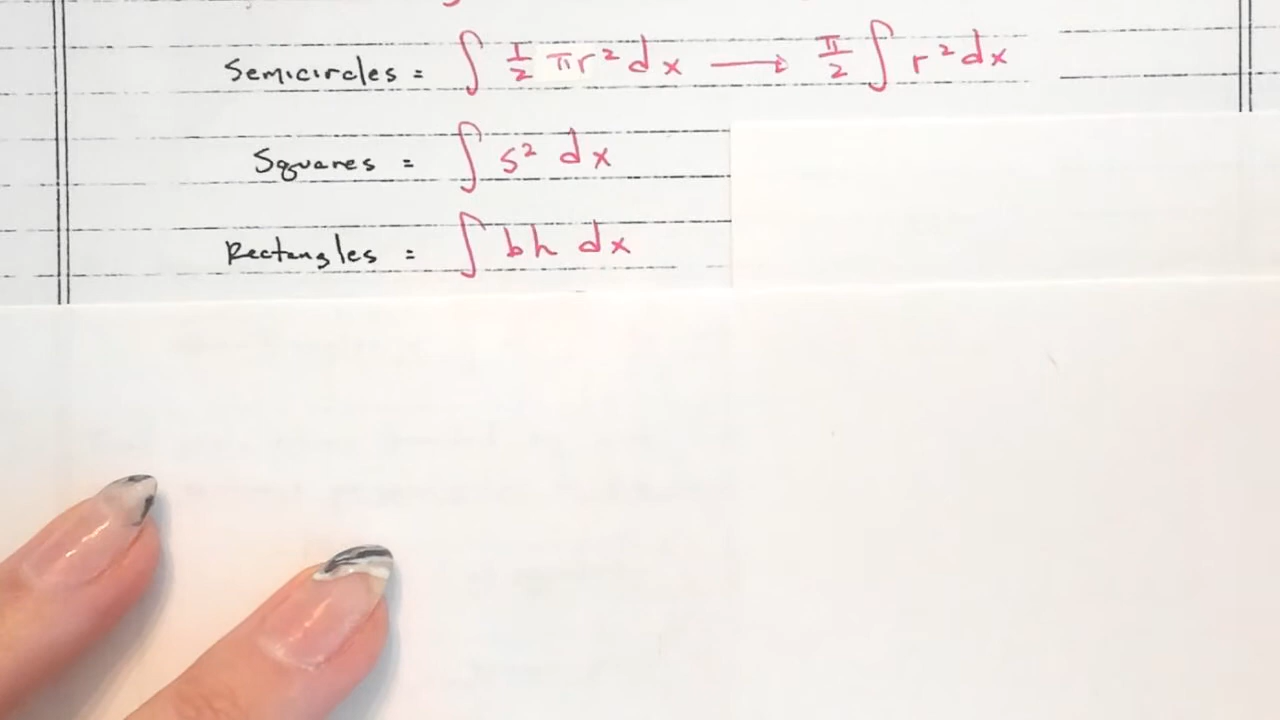 Semicircles = ∫ 1/2 πr² dx → π/2 ∫ r² dx
Squares = ∫ s² dx
Rectangles = ∫ bh dx